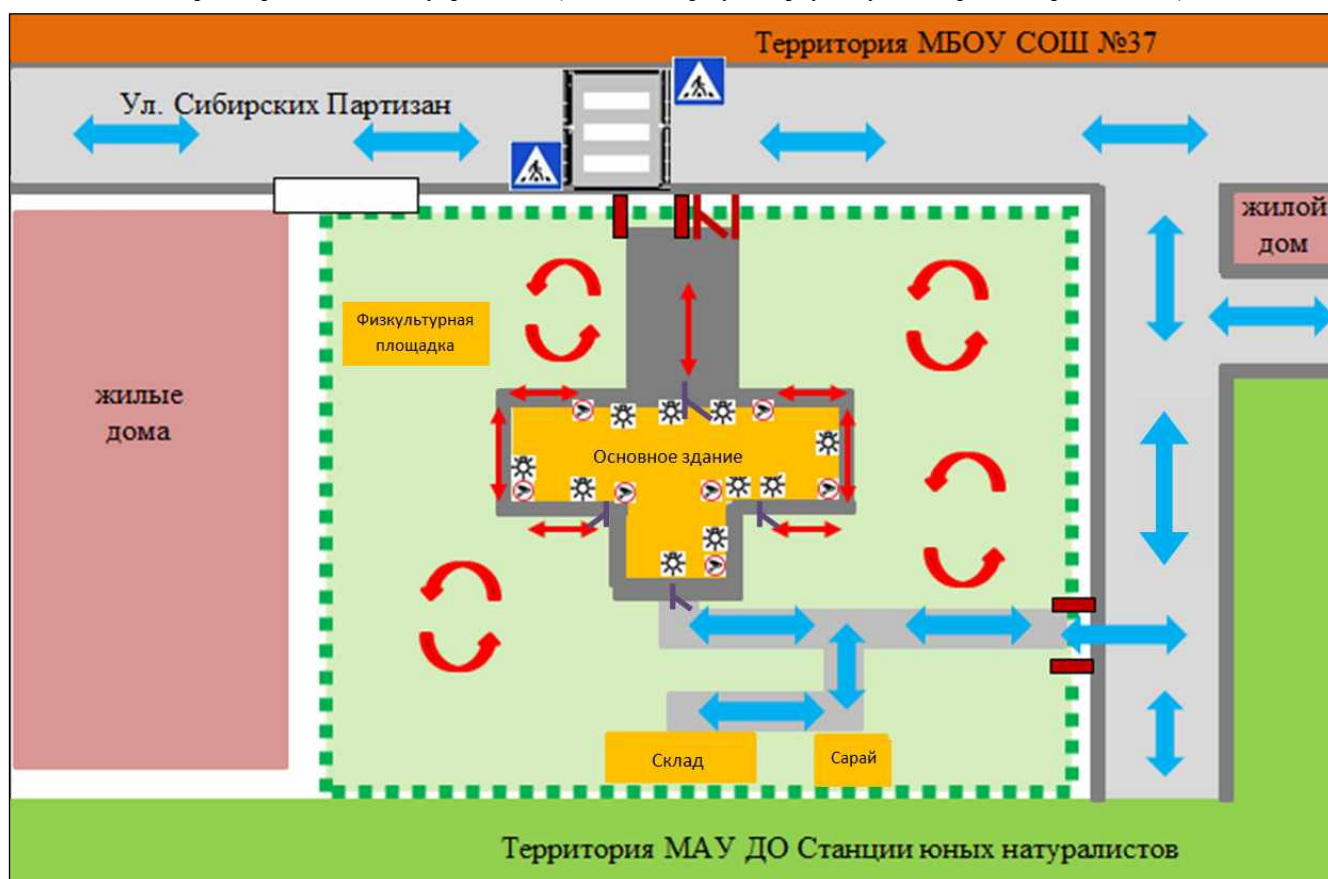 Территория МБОУ СОШ №37
Ул. Сибирских Партизан
жилой
дом
Физкультурная
площадка
жилые
дома
Основное здание
Склад
Сарай
Территория МАУ ДО Станции юных натуралистов